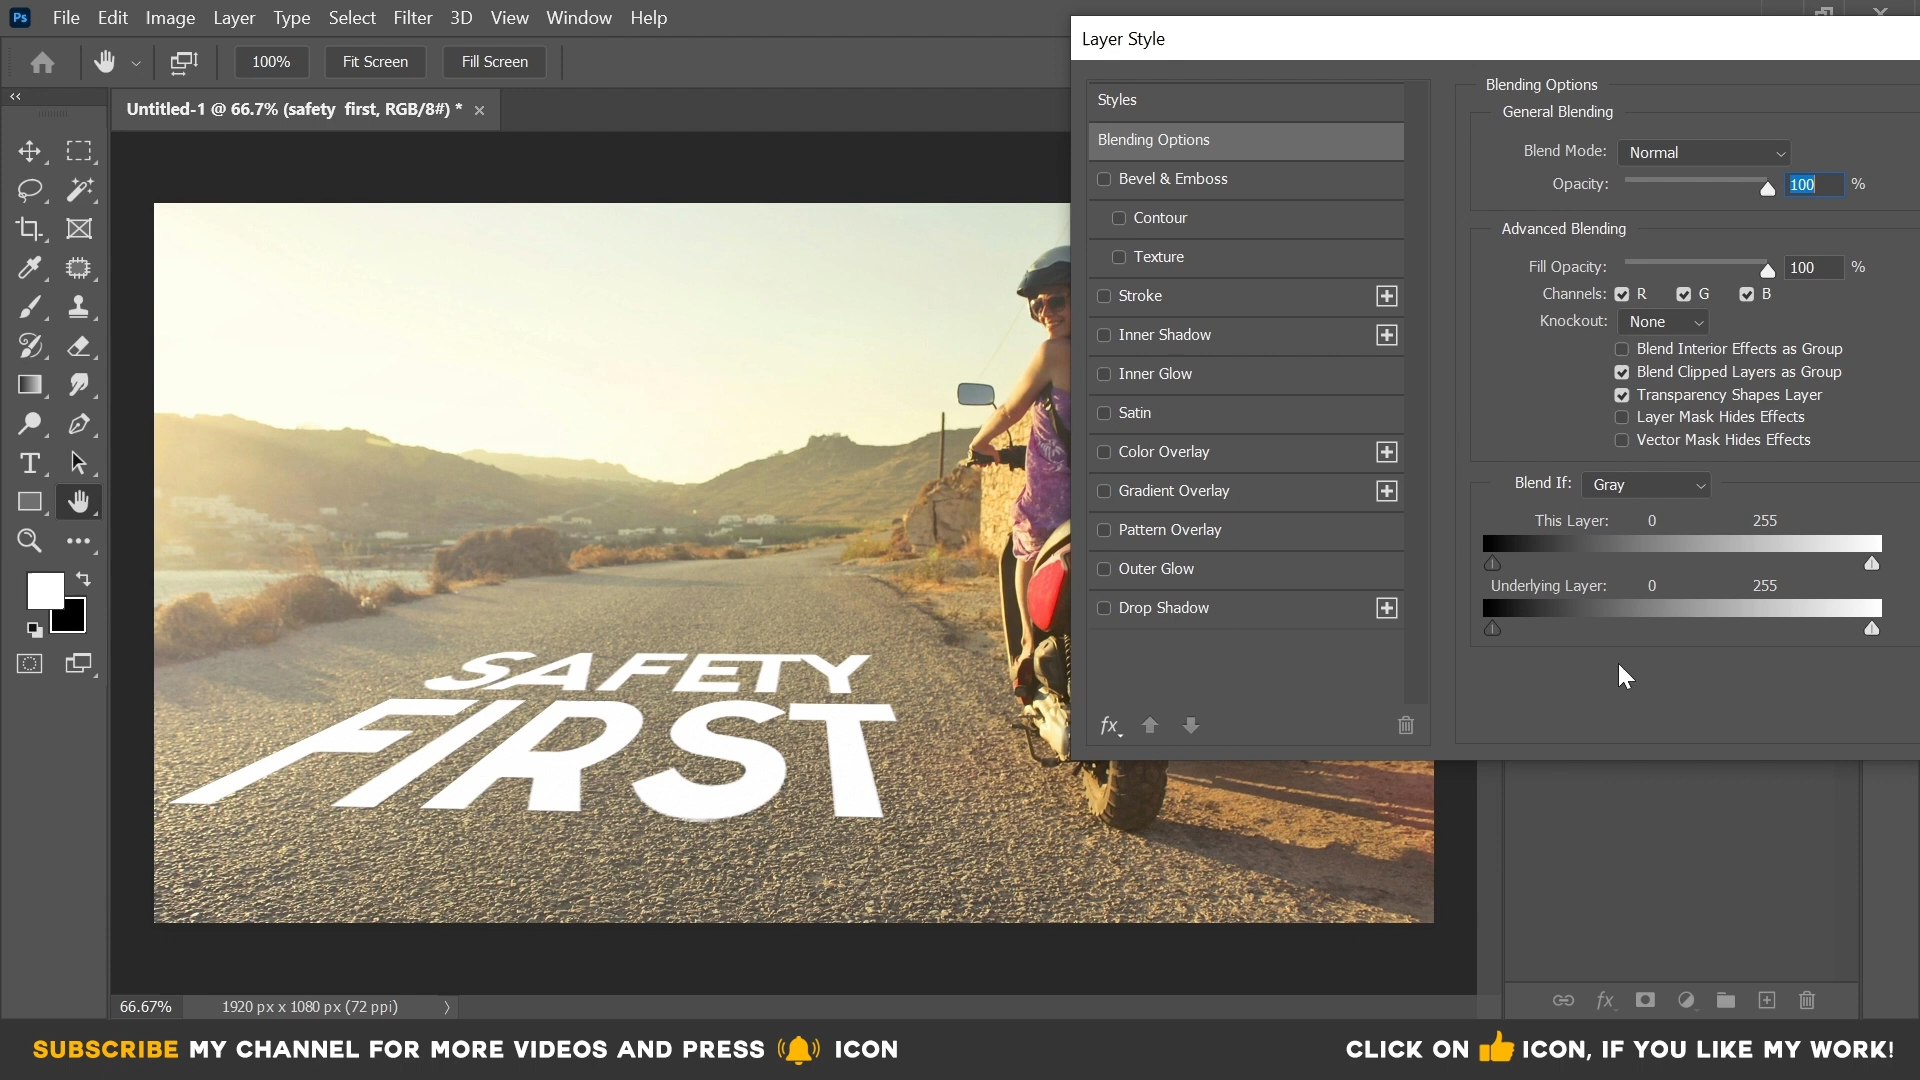 Ps File Edit Image Layer Type Select Filter 3D View Window Help
100% Fit Screen Fill Screen
Untitled-1 @ 66.7% (safety first, RGB/8#) *
Layer Style
Styles
Blending Options
Bevel & Emboss
Contour
Texture
Stroke
Inner Shadow
Inner Glow
Satin
Color Overlay
Gradient Overlay
Pattern Overlay
Outer Glow
Drop Shadow
fx
Blending Options
General Blending
Blend Mode: Normal
Opacity: 100 %
Advanced Blending
Fill Opacity: 100 %
Channels: R G B
Knockout: None
Blend Interior Effects as Group
Blend Clipped Layers as Group
Transparency Shapes Layer
Layer Mask Hides Effects
Vector Mask Hides Effects
Blend If: Gray
This Layer: 0 255
Underlying Layer: 0 255
SAFETY
FIRST
66.67% 1920 px x 1080 px (72 ppi)
fx
SUBSCRIBE MY CHANNEL FOR MORE VIDEOS AND PRESS ICON
CLICK ON ICON, IF YOU LIKE MY WORK!